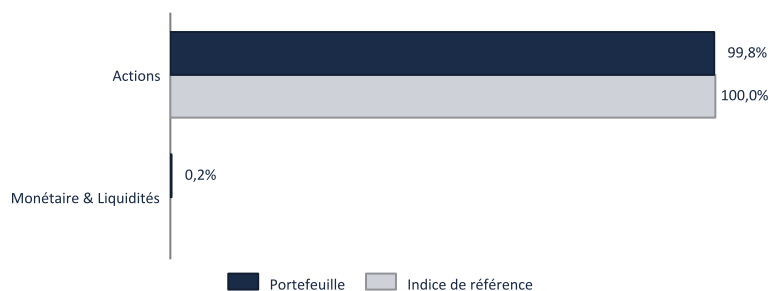 99,8%
Actions
100,0%
0,2%
Monétaire & Liquidités
Portefeuille
Indice de référence